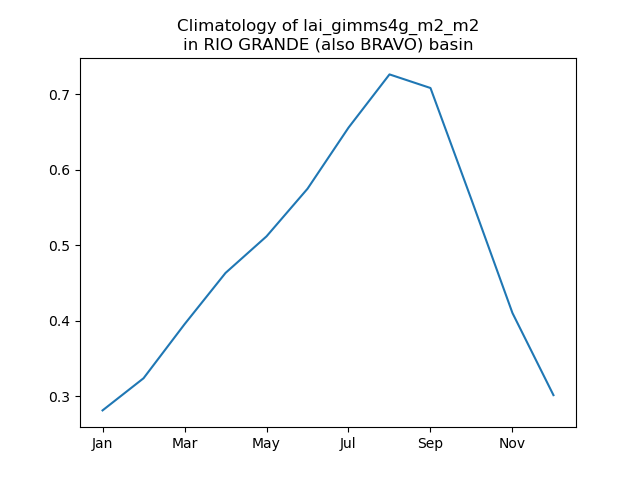 Climatology of lai_gimms4g_m2_m2
in RIO GRANDE (also BRAVO) basin
0.7
0.6
0.5
0.4
0.3
Jan Mar May Jul Sep Nov